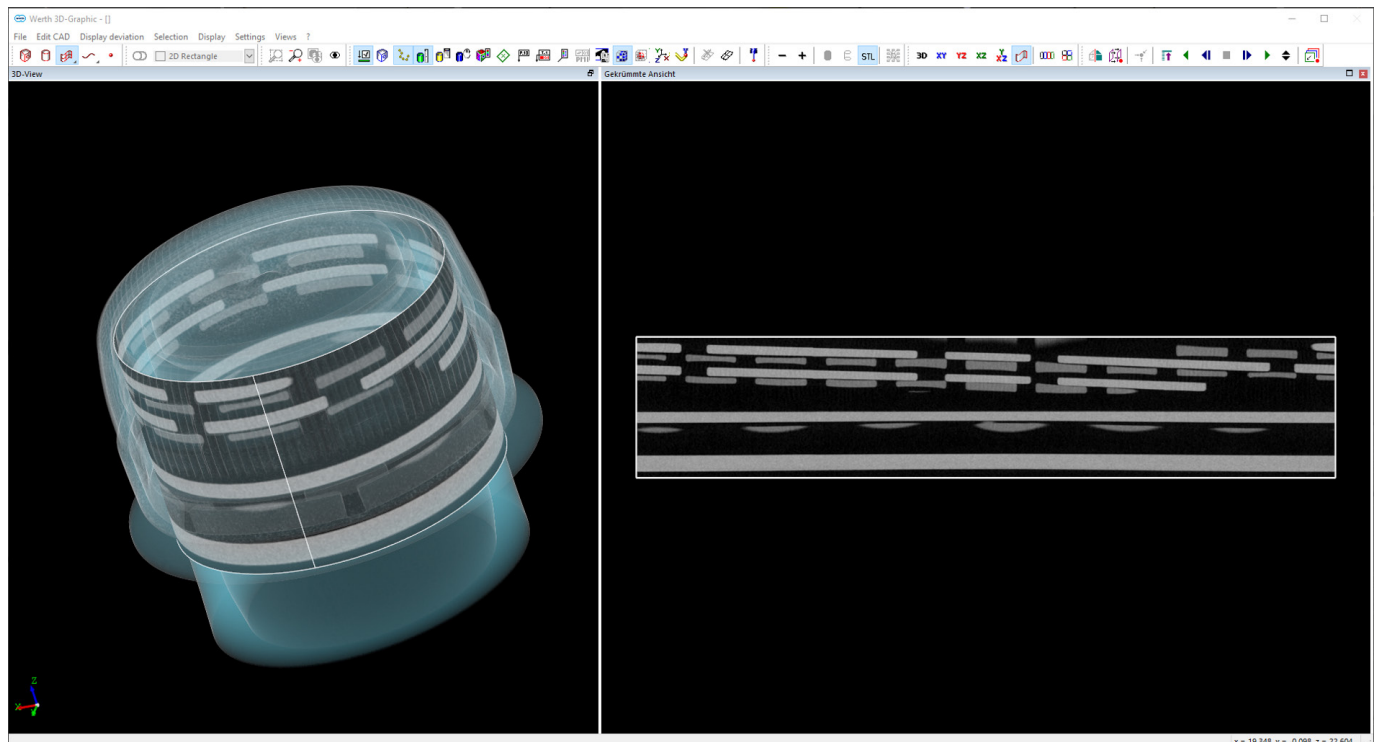 Werth 3D-Graphic - []
File Edit CAD Display deviation Selection Display Settings Views ?
2D Rectangle STL 3D XY YZ XZ
3D-View
Gekrümmte Ansicht
Z
X